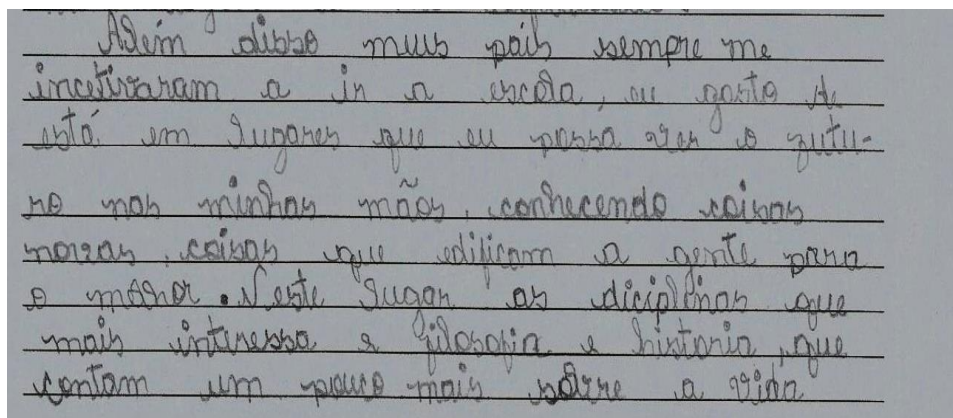 Além disso meus pais sempre me
incetivaram a ir a escola, eu gosto de
está em lugares que eu possa ver o futu-
ro nas minhas mãos, conhecendo coisas
novas, coisas que edificam a gente para
o melhor. Neste lugar as diciplinas que
mais interessa e filosofia e historia, que
contam um pouco mais sobre a vida